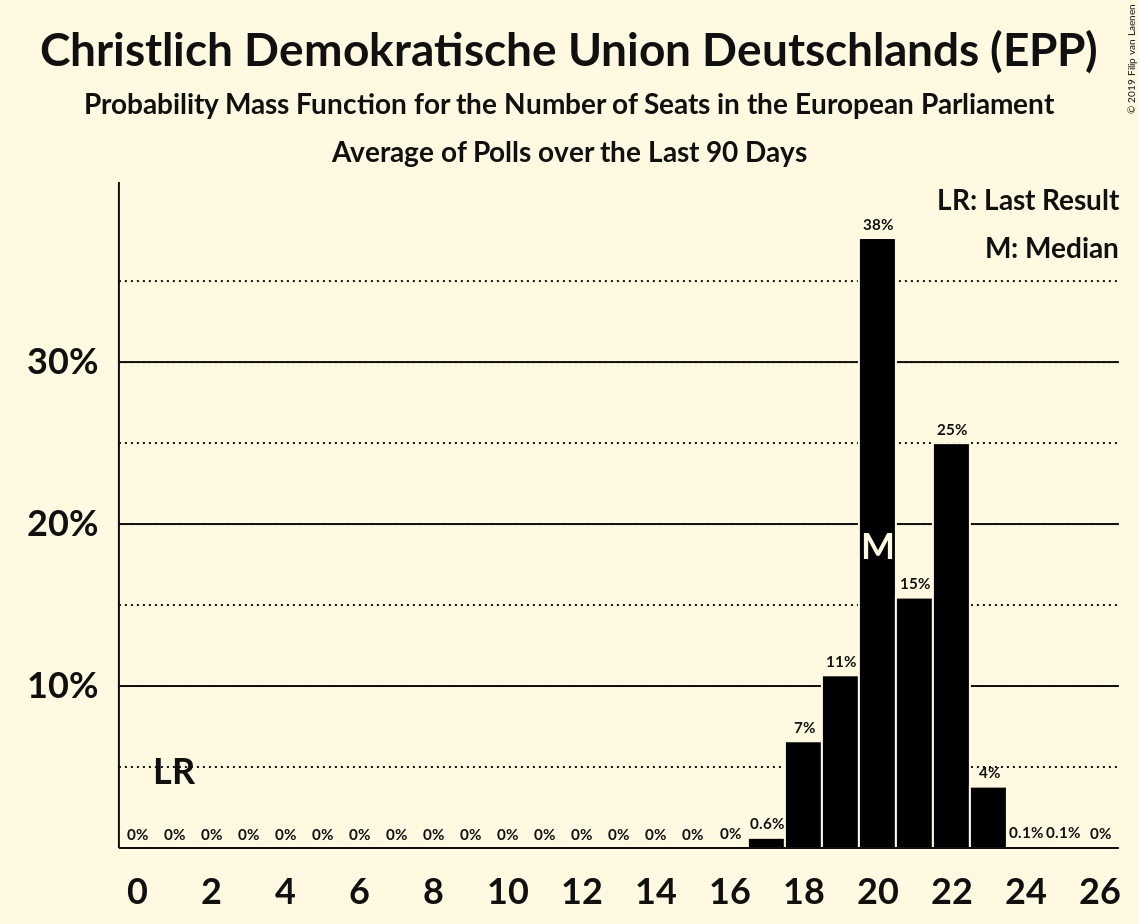 Christlich Demokratische Union Deutschlands (EPP)
Probability Mass Function for the Number of Seats in the European Parliament
Average of Polls over the Last 90 Days
© 2019 Filip van Laenen
LR: Last Result
M: Median
38%
30%
25%
20%
M
15%
11%
10%
7%
LR
4%
0% 0% 0% 0% 0% 0% 0% 0% 0% 0% 0% 0% 0% 0% 0% 0% 0% 0.6% 0.1% 0.1% 0%
0 2 4 6 8 10 12 14 16 18 20 22 24 26